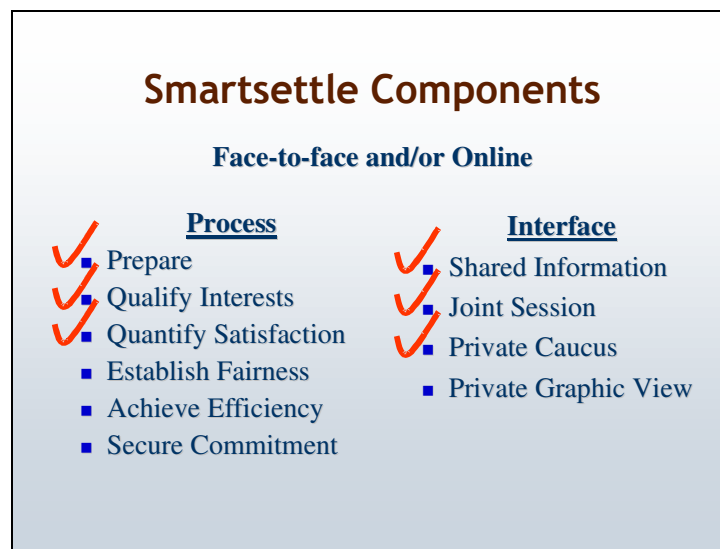 Smartsettle Components
Face-to-face and/or Online
Process
Prepare
Qualify Interests
Quantify Satisfaction
Establish Fairness
Achieve Efficiency
Secure Commitment
Interface
Shared Information
Joint Session
Private Caucus
Private Graphic View